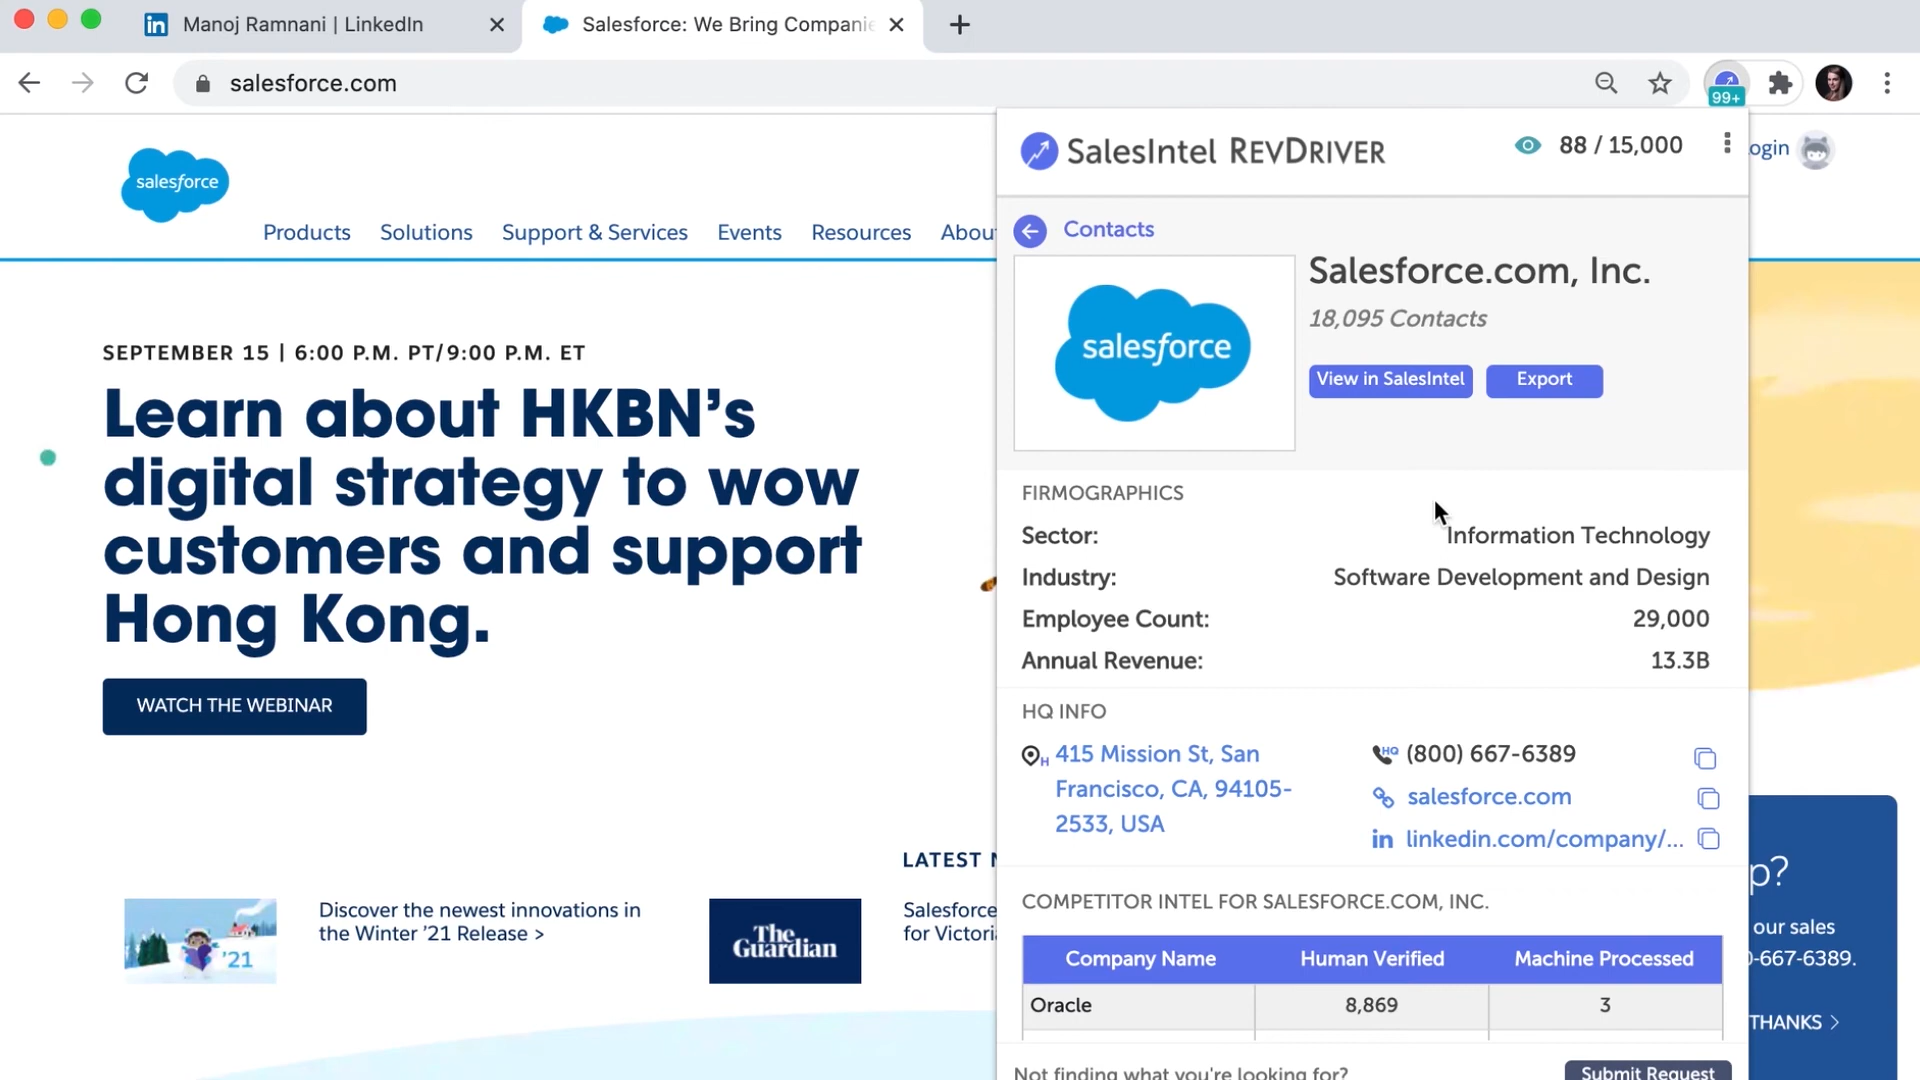 Manoj Ramnani | LinkedIn
Salesforce: We Bring Companie
salesforce.com
99+
SalesIntel REVDRIVER
88 / 15,000
ogin
salesforce
Products Solutions Support & Services Events Resources About
Contacts
salesforce
Salesforce.com, Inc.
18,095 Contacts
View in SalesIntel
Export
SEPTEMBER 15 | 6:00 P.M. PT/9:00 P.M. ET
Learn about HKBN’s
digital strategy to wow
customers and support
Hong Kong.
WATCH THE WEBINAR
FIRMOGRAPHICS
Sector: Information Technology
Industry: Software Development and Design
Employee Count: 29,000
Annual Revenue: 13.3B
HQ INFO
H
415 Mission St, San
Francisco, CA, 94105-
2533, USA
HQ
(800) 667-6389
salesforce.com
in linkedin.com/company/...
COMPETITOR INTEL FOR SALESFORCE.COM, INC.
Company Name Human Verified Machine Processed
Oracle 8,869 3
Not finding what you're looking for?
Submit Request
LATEST N
'21
Discover the newest innovations in
the Winter ’21 Release >
The
Guardian
Salesforce
for Victoria
p?
our sales
0-667-6389.
THANKS >